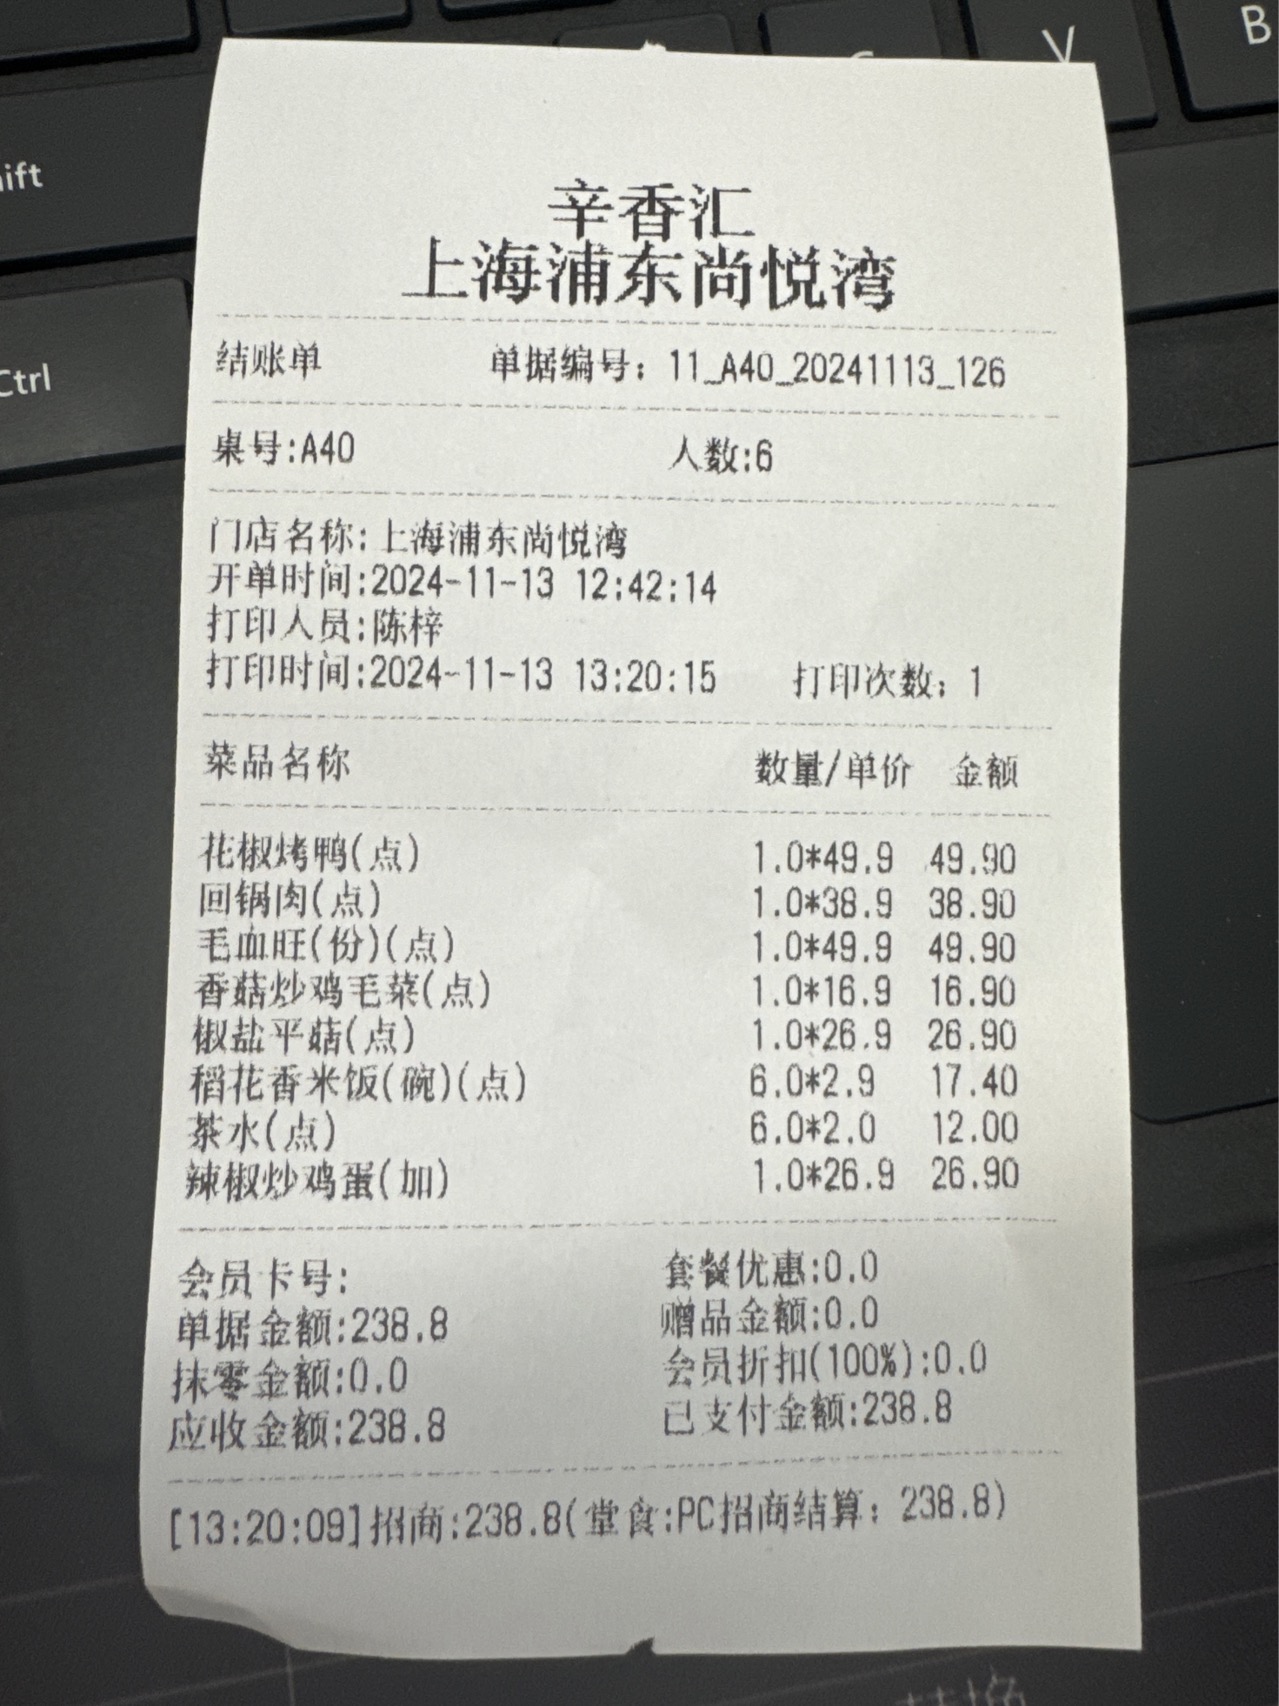 V
B
ift
Ctrl
辛香汇
上海浦东尚悦湾
结账单 单据编号：11_A40_20241113_126
桌号:A40 人数:6
门店名称:上海浦东尚悦湾
开单时间:2024-11-13 12:42:14
打印人员:陈梓
打印时间:2024-11-13 13:20:15 打印次数：1
菜品名称 数量/单价 金额
花椒烤鸭(点) 1.0*49.9 49.90
回锅肉(点) 1.0*38.9 38.90
毛血旺(份)(点) 1.0*49.9 49.90
香菇炒鸡毛菜(点) 1.0*16.9 16.90
椒盐平菇(点) 1.0*26.9 26.90
稻花香米饭(碗)(点) 6.0*2.9 17.40
茶水(点) 6.0*2.0 12.00
辣椒炒鸡蛋(加) 1.0*26.9 26.90
会员卡号: 套餐优惠:0.0
单据金额:238.8 赠品金额:0.0
抹零金额:0.0 会员折扣(100%):0.0
应收金额:238.8 已支付金额:238.8
[13:20:09]招商:238.8(堂食:PC招商结算：238.8)